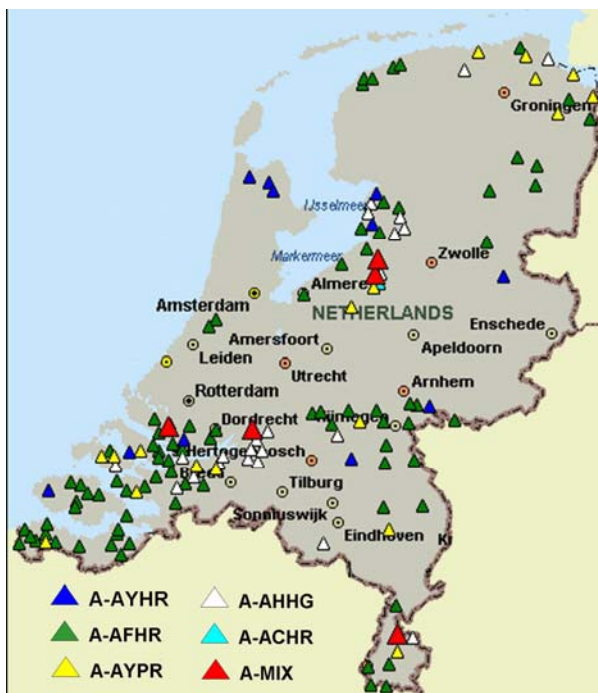 Groningen
IJsselmeer
Markermeer
Zwolle
Almere
Amsterdam
NETHERLANDS
Enschede
Amersfoort
Apeldoorn
Leiden
Utrecht
Arnhem
Rotterdam
Dordrecht
Nijmegen
Hertogenbosch
Breda
Tilburg
Sonniuswijk
Eindhoven
A-AYHR
A-AHHG
A-AFHR
A-ACHR
A-AYPR
A-MIX